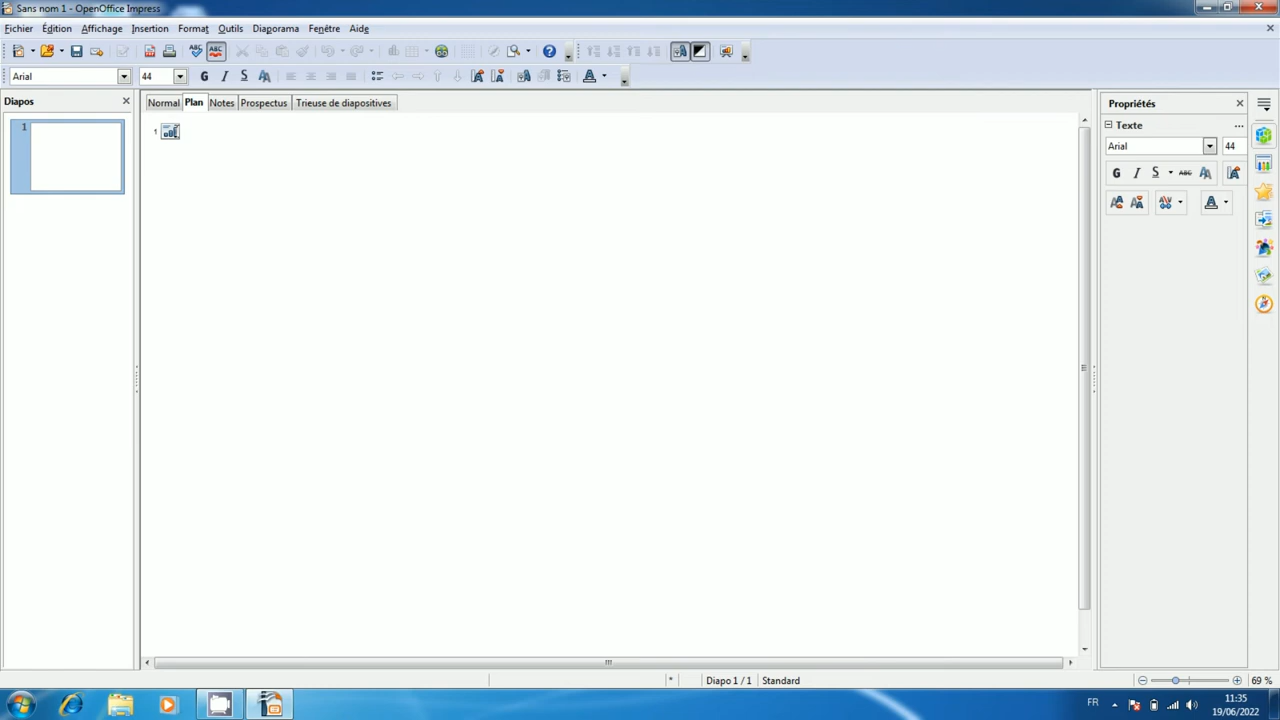 Sans nom 1 - OpenOffice Impress
Fichier Édition Affichage Insertion Format Outils Diaporama Fenêtre Aide
Arial 44 G I S
Diapos
Normal Plan Notes Prospectus Trieuse de diapositives
Propriétés
Texte
Arial 44
G I S ABC
1
1
* Diapo 1 / 1 Standard 69 %
FR 11:35
19/06/2022